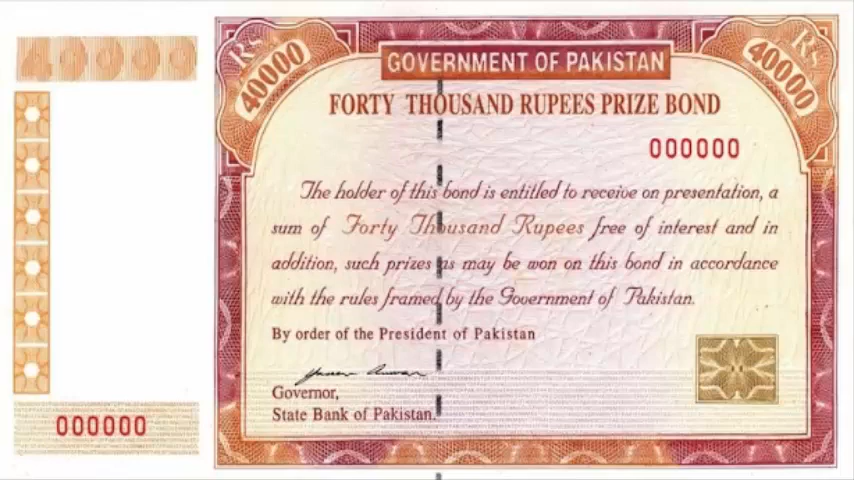 40000
Rs. 40000
Rs. 40000
GOVERNMENT OF PAKISTAN
FORTY THOUSAND RUPEES PRIZE BOND
000000
The holder of this bond is entitled to receive on presentation, a
sum of Forty Thousand Rupees free of interest and in
addition, such prizes as may be won on this bond in accordance
with the rules framed by the Government of Pakistan.
By order of the President of Pakistan
Governor,
State Bank of Pakistan.
000000